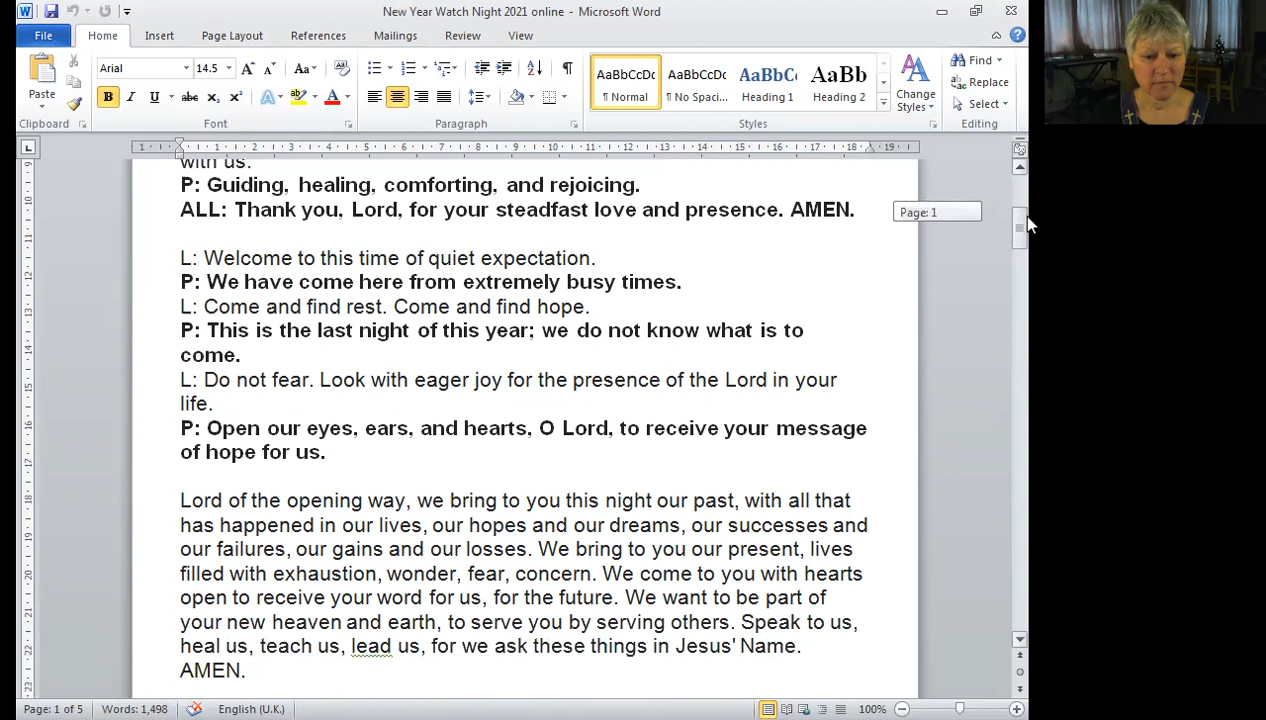 New Year Watch Night 2021 online - Microsoft Word
File Home Insert Page Layout References Mailings Review View
Arial 14.5
Paste
Clipboard Font Paragraph Styles Editing
AaBbCcDc AaBbCcDc AaBbCc AaBb
¶ Normal ¶ No Spaci... Heading 1 Heading 2
Change Styles
Find
Replace
Select
with us.
P: Guiding, healing, comforting, and rejoicing.
ALL: Thank you, Lord, for your steadfast love and presence. AMEN.
Page: 1
L: Welcome to this time of quiet expectation.
P: We have come here from extremely busy times.
L: Come and find rest. Come and find hope.
P: This is the last night of this year; we do not know what is to
come.
L: Do not fear. Look with eager joy for the presence of the Lord in your
life.
P: Open our eyes, ears, and hearts, O Lord, to receive your message
of hope for us.
Lord of the opening way, we bring to you this night our past, with all that
has happened in our lives, our hopes and our dreams, our successes and
our failures, our gains and our losses. We bring to you our present, lives
filled with exhaustion, wonder, fear, concern. We come to you with hearts
open to receive your word for us, for the future. We want to be part of
your new heaven and earth, to serve you by serving others. Speak to us,
heal us, teach us, lead us, for we ask these things in Jesus' Name.
AMEN.
Page: 1 of 5 Words: 1,498 English (U.K.) 100%